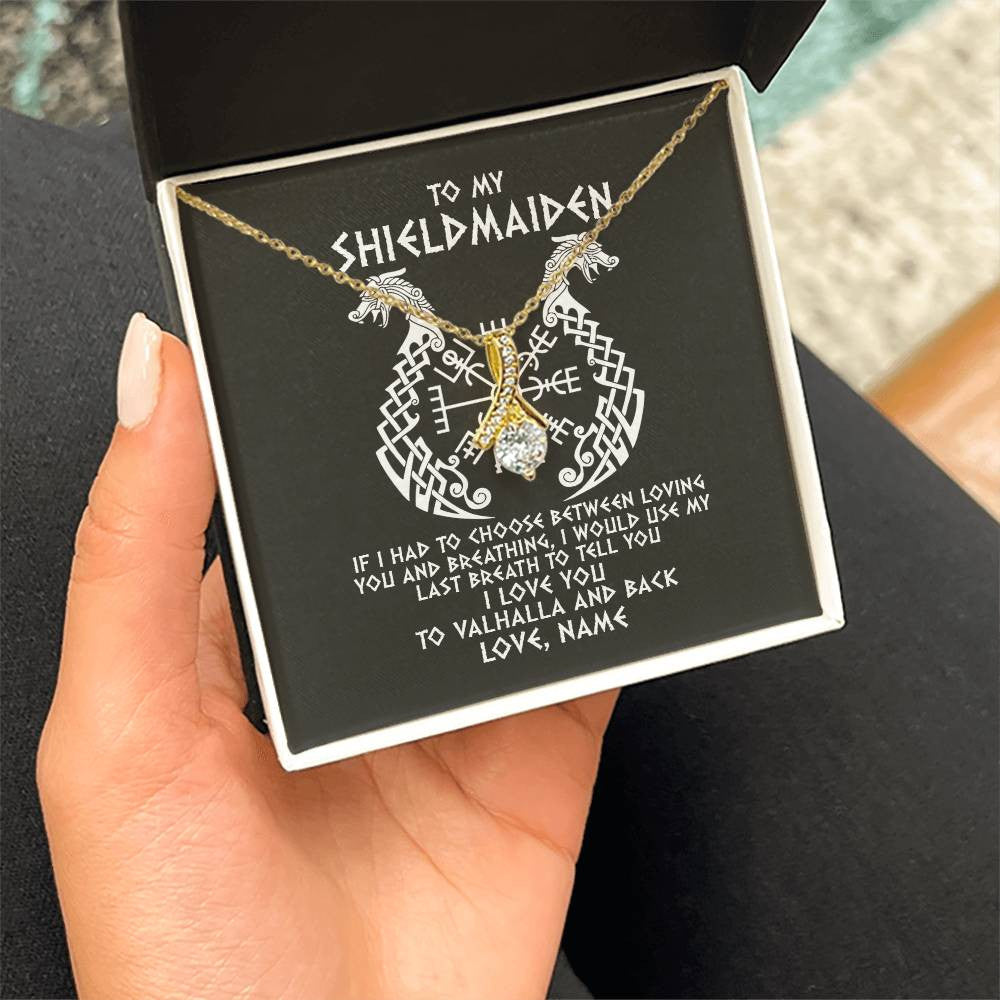 TO MY
SHIELDMAIDEN
IF I HAD TO CHOOSE BETWEEN LOVING
YOU AND BREATHING, I WOULD USE MY
LAST BREATH TO TELL YOU
I LOVE YOU
TO VALHALLA AND BACK
LOVE, NAME